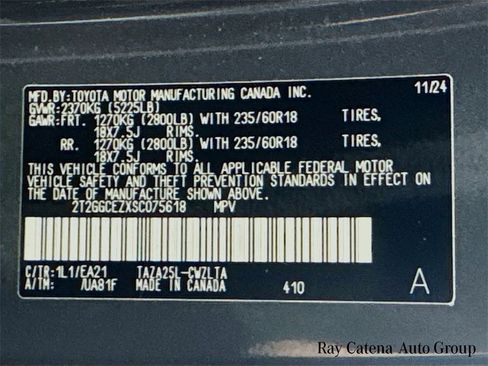 MFD.BY:TOYOTA MOTOR MANUFACTURING CANADA INC. 11/24
GVWR:2370KG (5225LB)
GAWR:FRT. 1270KG (2800LB) WITH 235/60R18 TIRES,
18X7.5J RIMS.
RR. 1270KG (2800LB) WITH 235/60R18 TIRES,
18X7.5J RIMS.
THIS VEHICLE CONFORMS TO ALL APPLICABLE FEDERAL MOTOR
VEHICLE SAFETY AND THEFT PREVENTION STANDARDS IN EFFECT ON
THE DATE OF MANUFACTURE SHOWN ABOVE.
2T2GGCEZXSC075618 MPV
C/TR:1L1/EA21 TAZA25L-CWZLTA
A/TM: /UA81F MADE IN CANADA 410 A
Ray Catena Auto Group